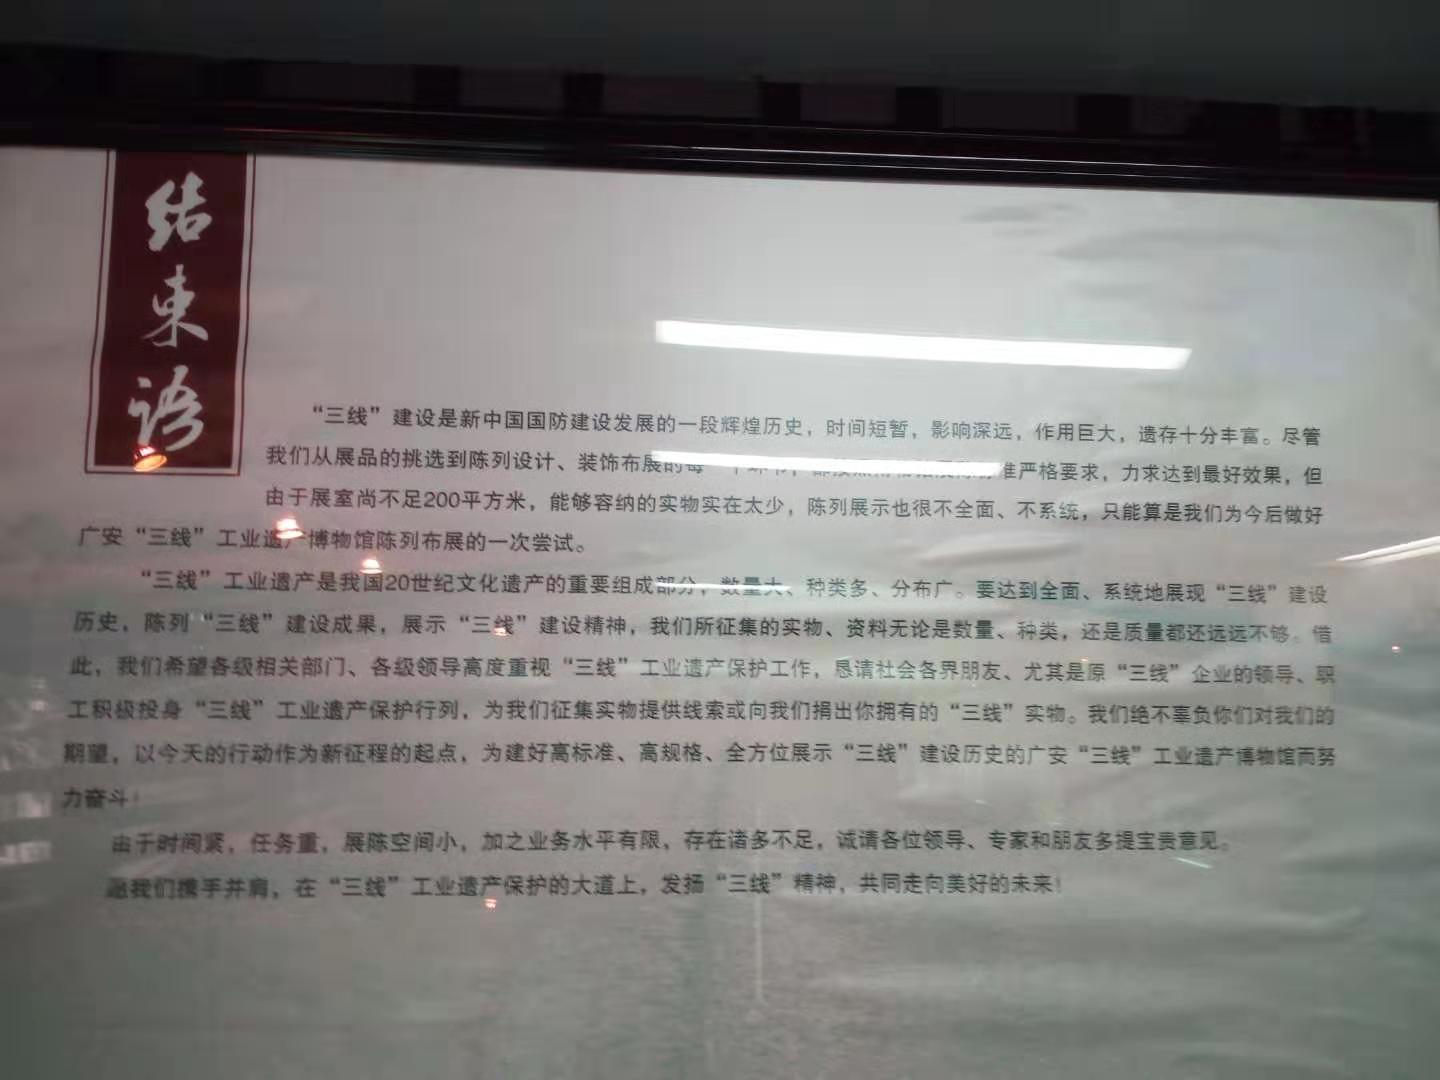 结束语
“三线”建设是新中国国防建设发展的一段辉煌历史，时间短暂，影响深远，作用巨大，遗存十分丰富。尽管
我们从展品的挑选到陈列设计、装饰布展的每一个环节，都按照 准严格要求，力求达到最好效果，但
由于展室尚不足200平方米，能够容纳的实物实在太少，陈列展示也很不全面、不系统，只能算是我们为今后做好
广安“三线”工业遗产博物馆陈列布展的一次尝试。
“三线”工业遗产是我国20世纪文化遗产的重要组成部分，数量大、种类多、分布广。要达到全面、系统地展现“三线”建设
历史，陈列“三线”建设成果，展示“三线”建设精神，我们所征集的实物、资料无论是数量、种类，还是质量都还远远不够。借
此，我们希望各级相关部门、各级领导高度重视“三线”工业遗产保护工作，恳请社会各界朋友、尤其是原“三线”企业的领导、职
工积极投身“三线”工业遗产保护行列，为我们征集实物提供线索或向我们捐出你拥有的“三线”实物。我们绝不辜负你们对我们的
期望，以今天的行动作为新征程的起点，为建好高标准、高规格、全方位展示“三线”建设历史的广安“三线”工业遗产博物馆而努
力奋斗！
由于时间紧，任务重，展陈空间小，加之业务水平有限，存在诸多不足，诚请各位领导、专家和朋友多提宝贵意见。
愿我们携手并肩，在“三线”工业遗产保护的大道上，发扬“三线”精神，共同走向美好的未来！